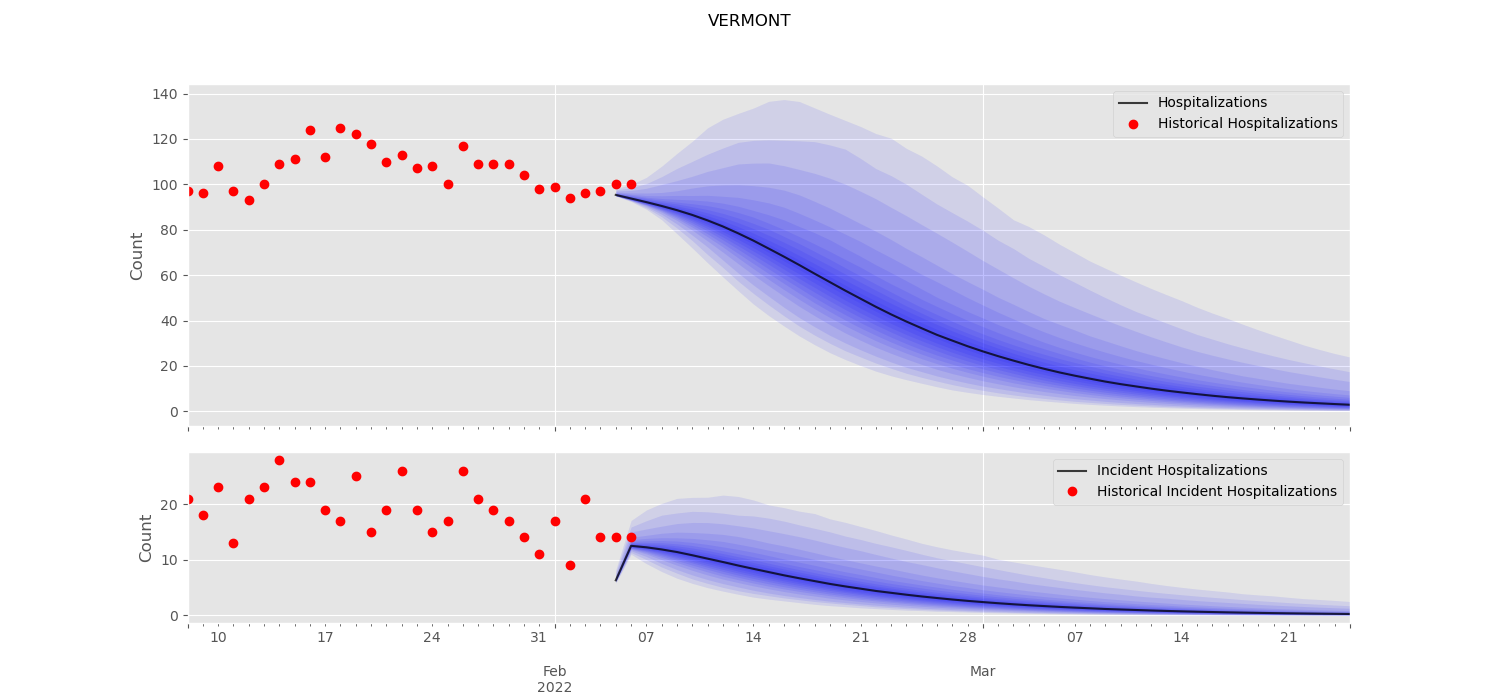 VERMONT
140
120
100
80
60
40
20
0
Count
Hospitalizations
Historical Hospitalizations
20
10
0
Count
Incident Hospitalizations
Historical Incident Hospitalizations
10 17 24 31 07 14 21 28 07 14 21
Feb Mar
2022